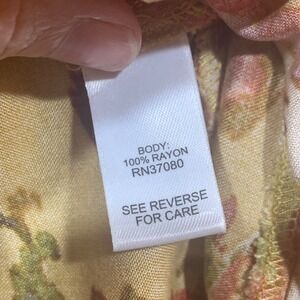 BODY:
100% RAYON
RN37080
SEE REVERSE
FOR CARE